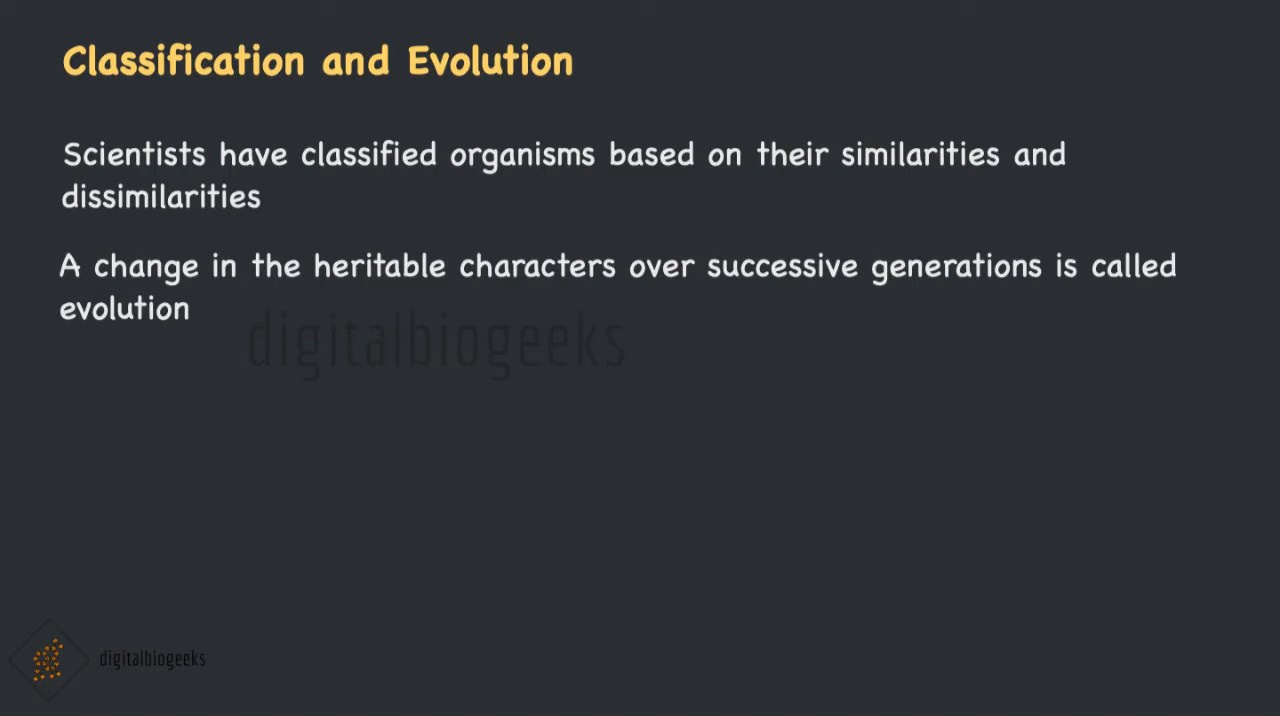 Classification and Evolution
Scientists have classified organisms based on their similarities and
dissimilarities
A change in the heritable characters over successive generations is called
evolution
digitalbiogeeks
digitalbiogeeks